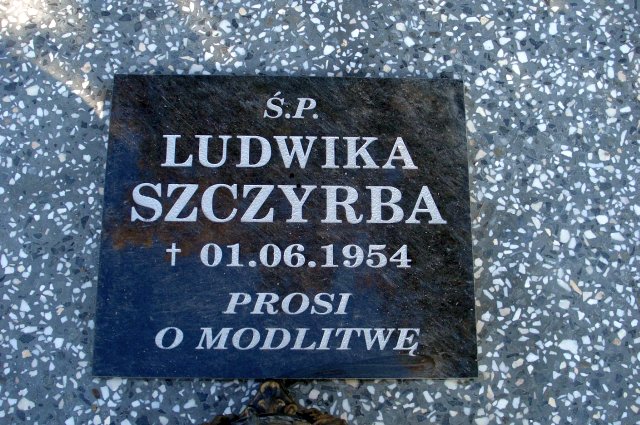 Ś.P.
LUDWIKA
SZCZYRBA
† 01.06.1954
PROSI
O MODLITWĘ